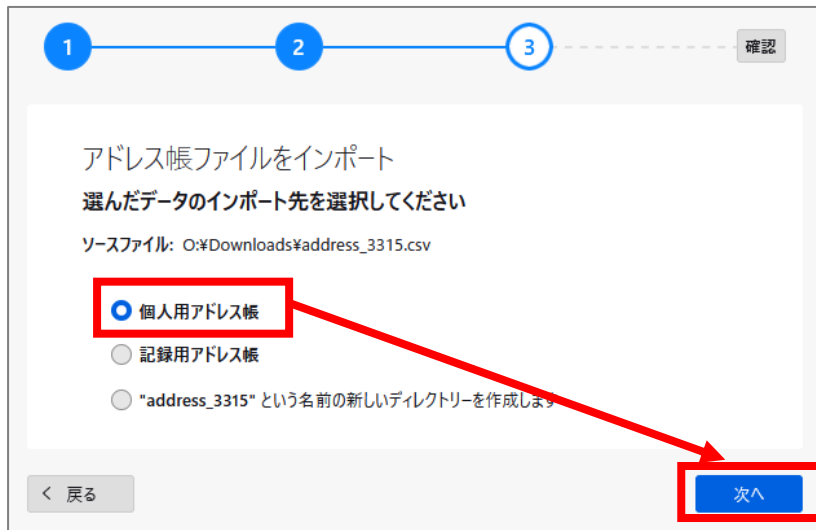 1 2 3 確認
アドレス帳ファイルをインポート
選んだデータのインポート先を選択してください
ソースファイル: O:¥Downloads¥address_3315.csv
個人用アドレス帳
記録用アドレス帳
"address_3315" という名前の新しいディレクトリーを作成します
< 戻る 次へ